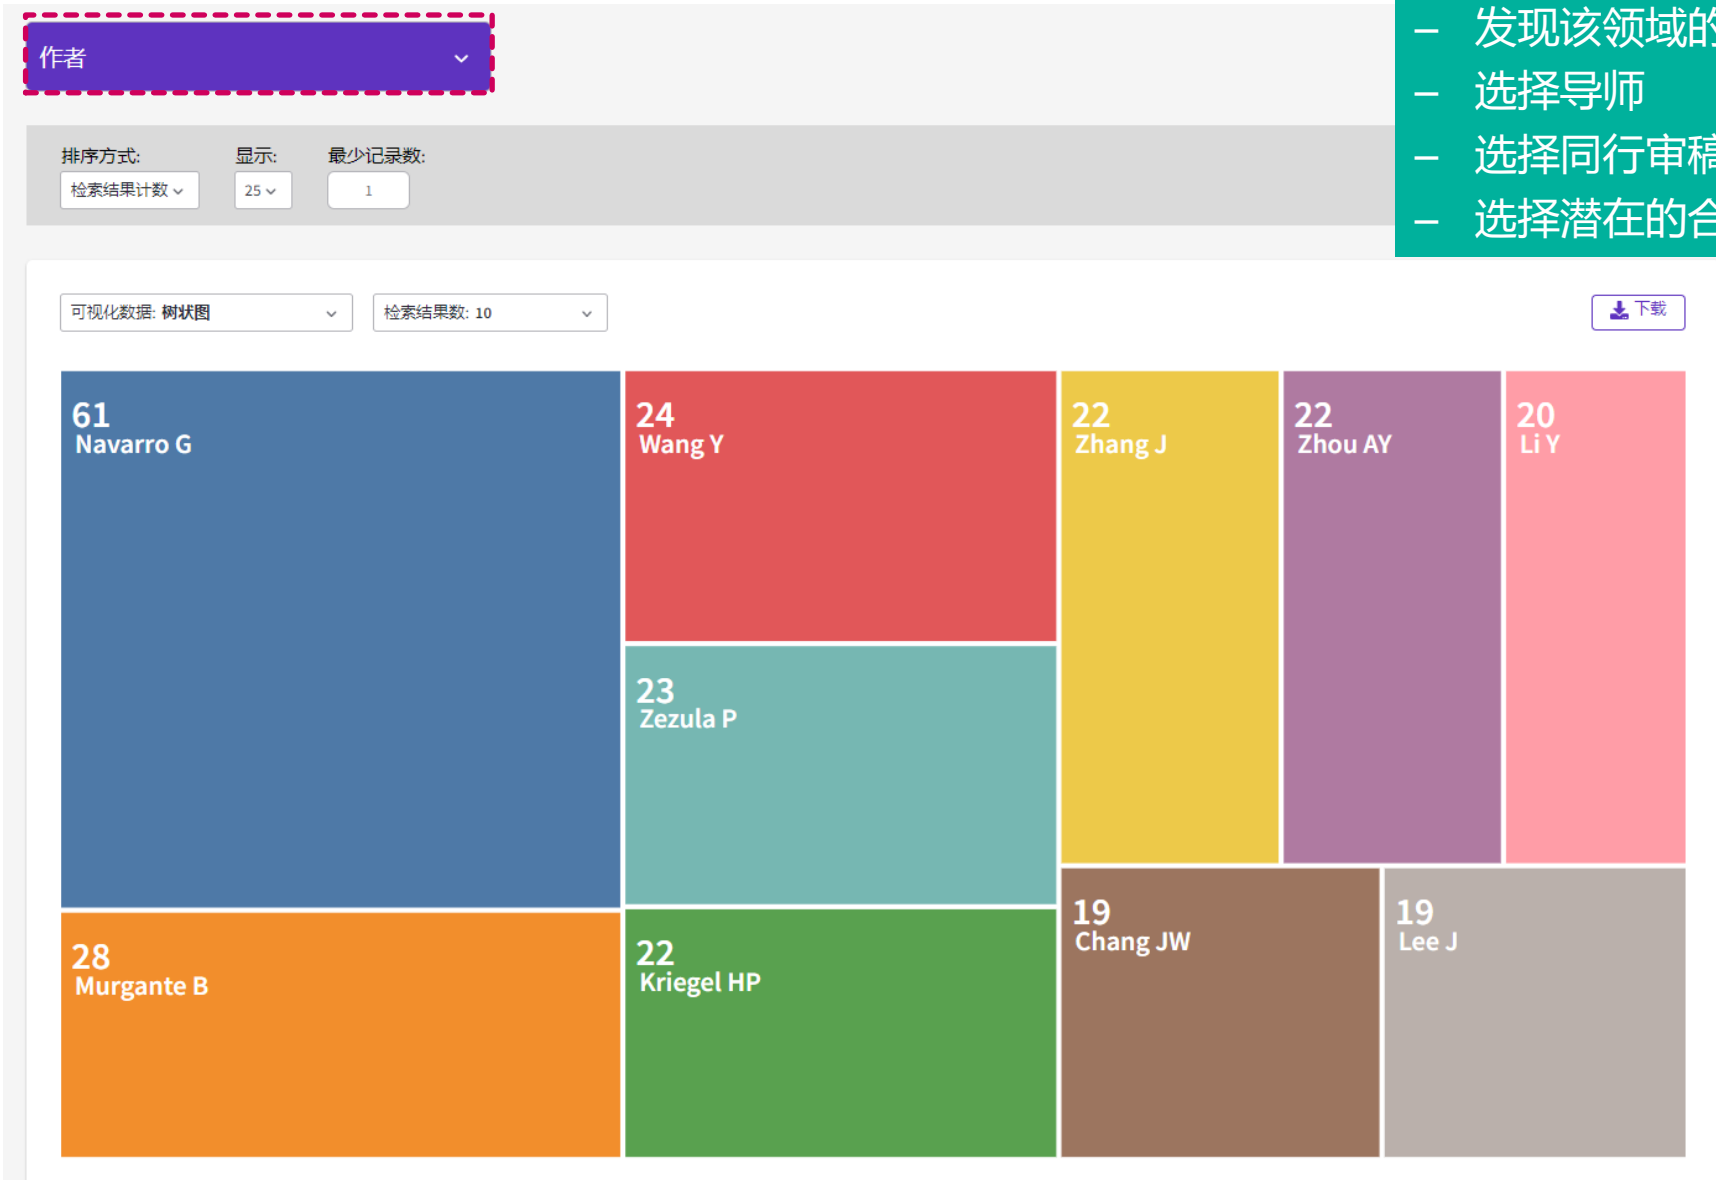 作者
– 发现该领域的
– 选择导师
– 选择同行审稿
– 选择潜在的合
排序方式: 显示: 最少记录数:
检索结果计数 25 1
可视化数据: 树状图 检索结果数: 10 下载
61
Navarro G
24
Wang Y
22
Zhang J
22
Zhou AY
20
Li Y
23
Zezula P
19
Chang JW
19
Lee J
28
Murgante B
22
Kriegel HP